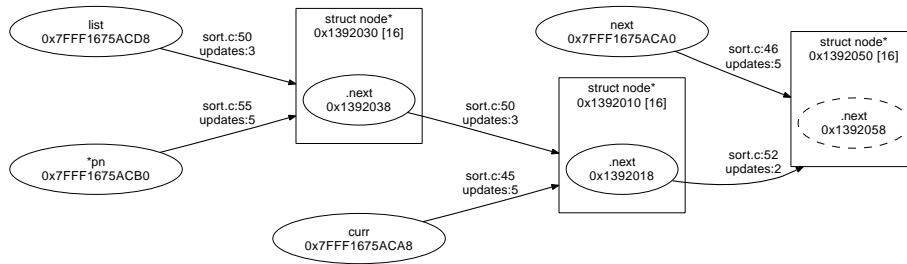 list
0x7FFF1675ACD8
sort.c:50
updates:3
struct node*
0x1392030 [16]
.next
0x1392038
sort.c:55
updates:5
*pn
0x7FFF1675ACB0
sort.c:50
updates:3
next
0x7FFF1675ACA0
sort.c:46
updates:5
struct node*
0x1392050 [16]
.next
0x1392058
struct node*
0x1392010 [16]
.next
0x1392018
sort.c:52
updates:2
sort.c:45
updates:5
curr
0x7FFF1675ACA8